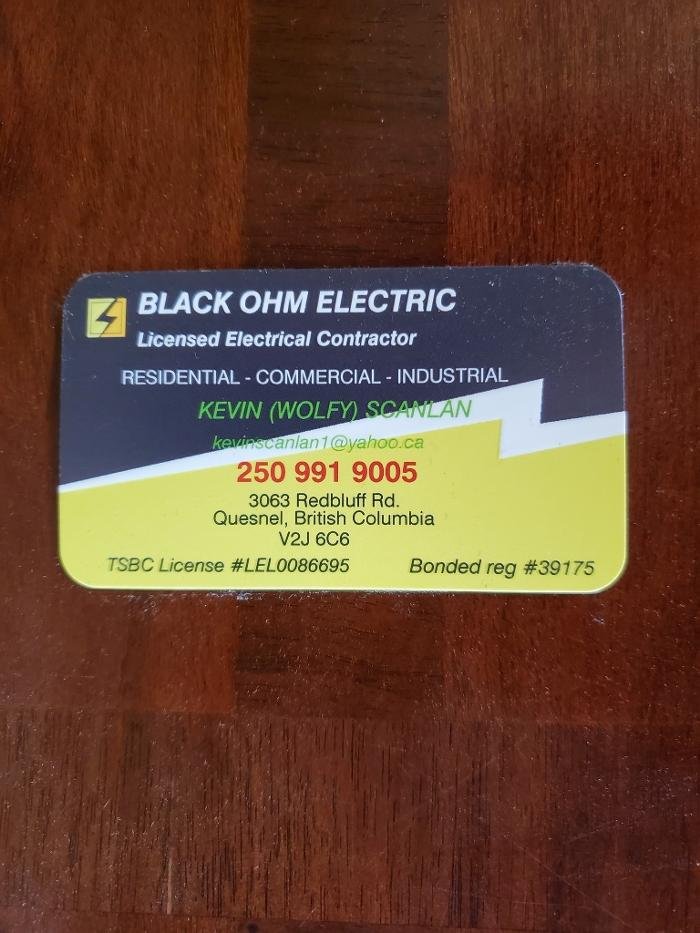 BLACK OHM ELECTRIC
Licensed Electrical Contractor
RESIDENTIAL - COMMERCIAL - INDUSTRIAL
KEVIN (WOLFY) SCANLAN
kevinscanlan1@yahoo.ca
250 991 9005
3063 Redbluff Rd.
Quesnel, British Columbia
V2J 6C6
TSBC License #LEL0086695 Bonded reg #39175